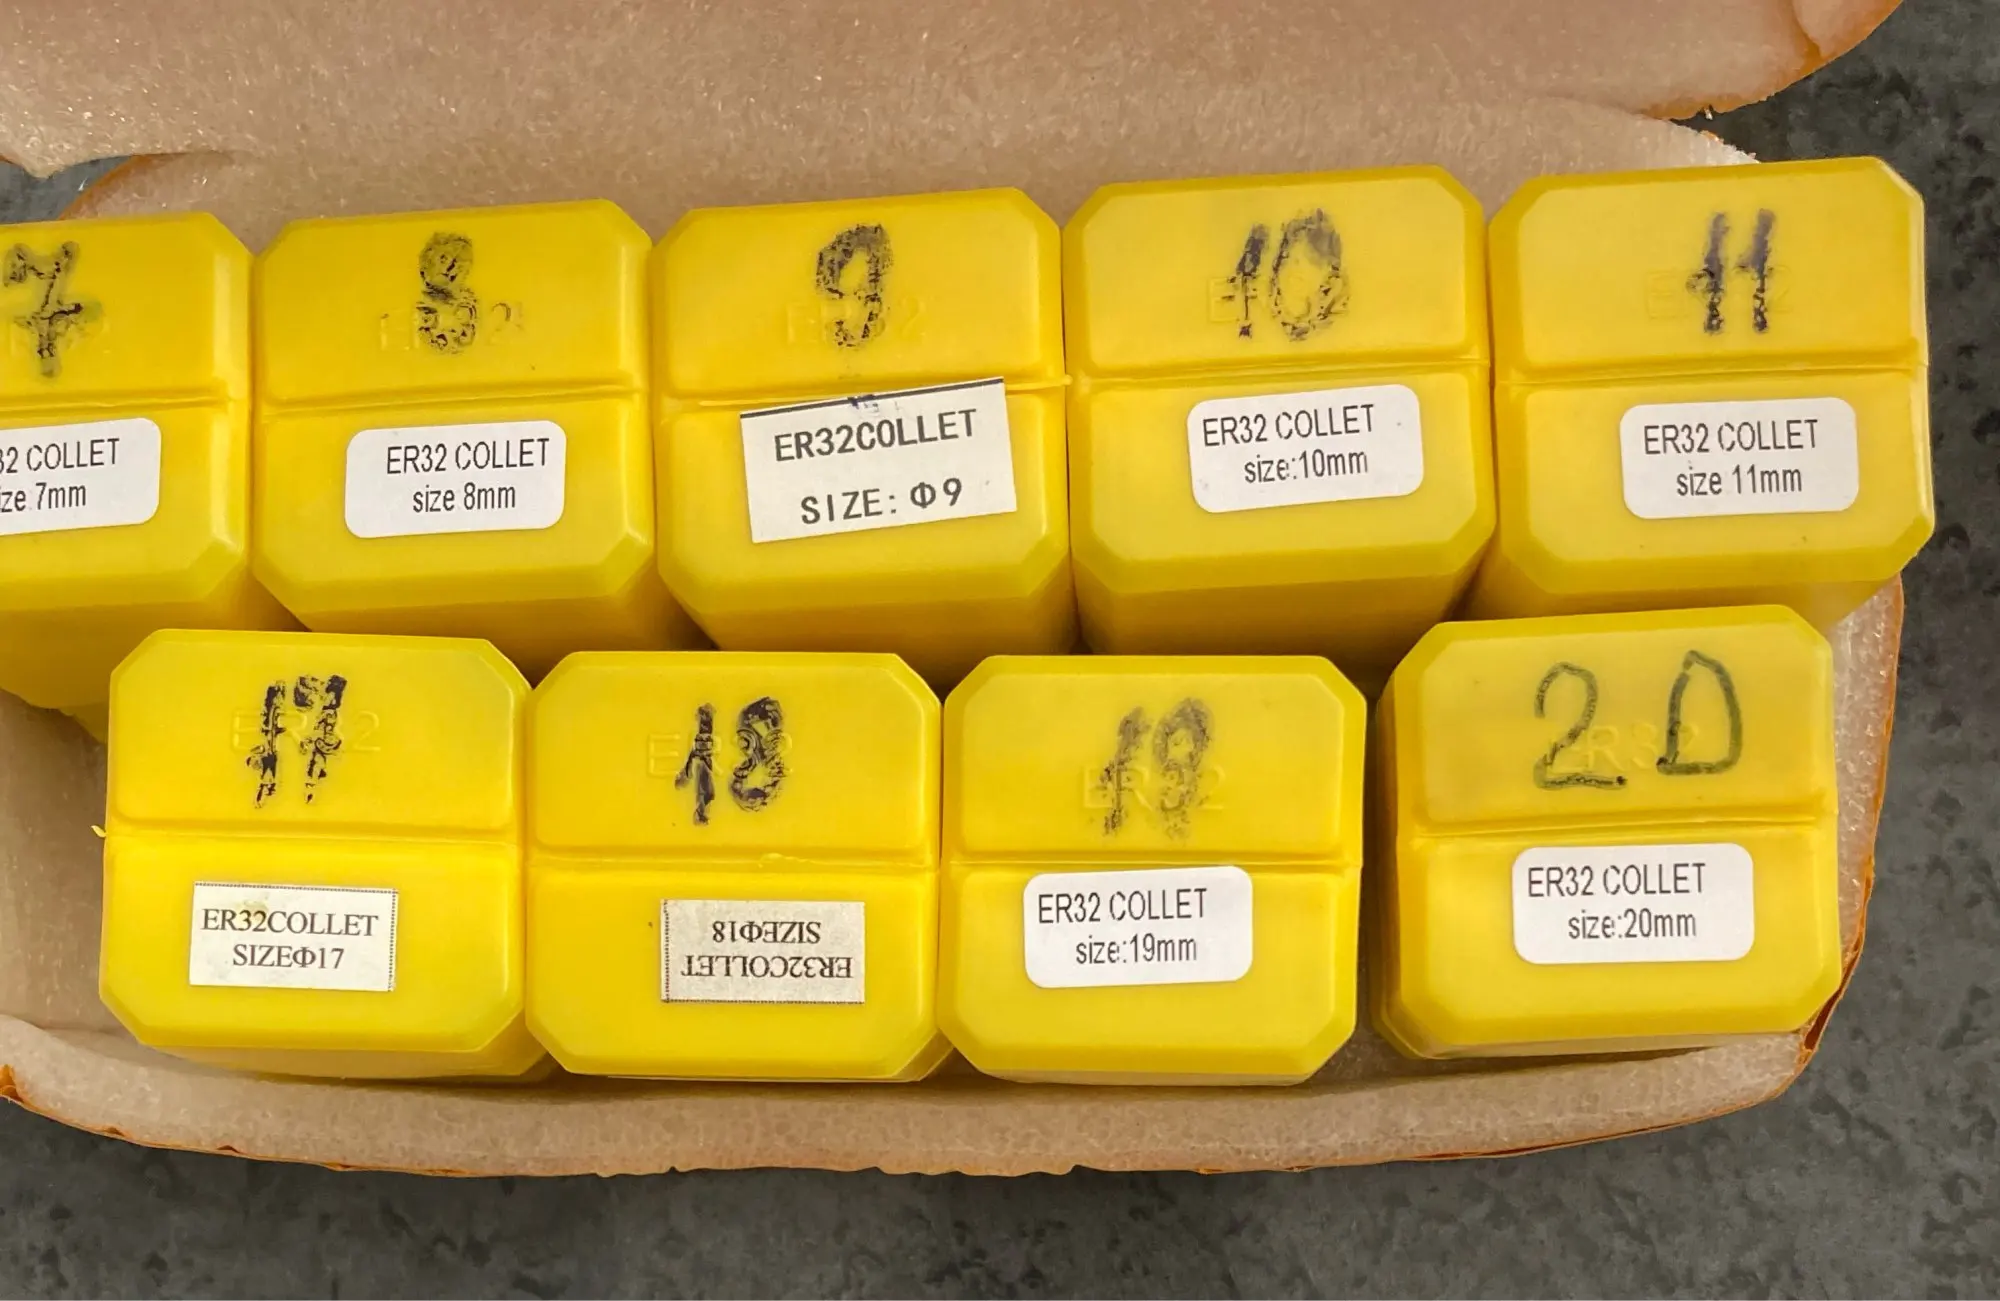 7
8
9
10
11
ER32
ER32
ER32
ER32
32 COLLET
ze 7mm
ER32 COLLET
size 8mm
ER32COLLET
SIZE: Φ9
ER32 COLLET
size:10mm
ER32 COLLET
size 11mm
17
18
19
20
ER32
ER32
ER32
ER32
ER32COLLET
SIZEΦ17
ER32COLLET
SIZEΦ18
ER32 COLLET
size:19mm
ER32 COLLET
size:20mm